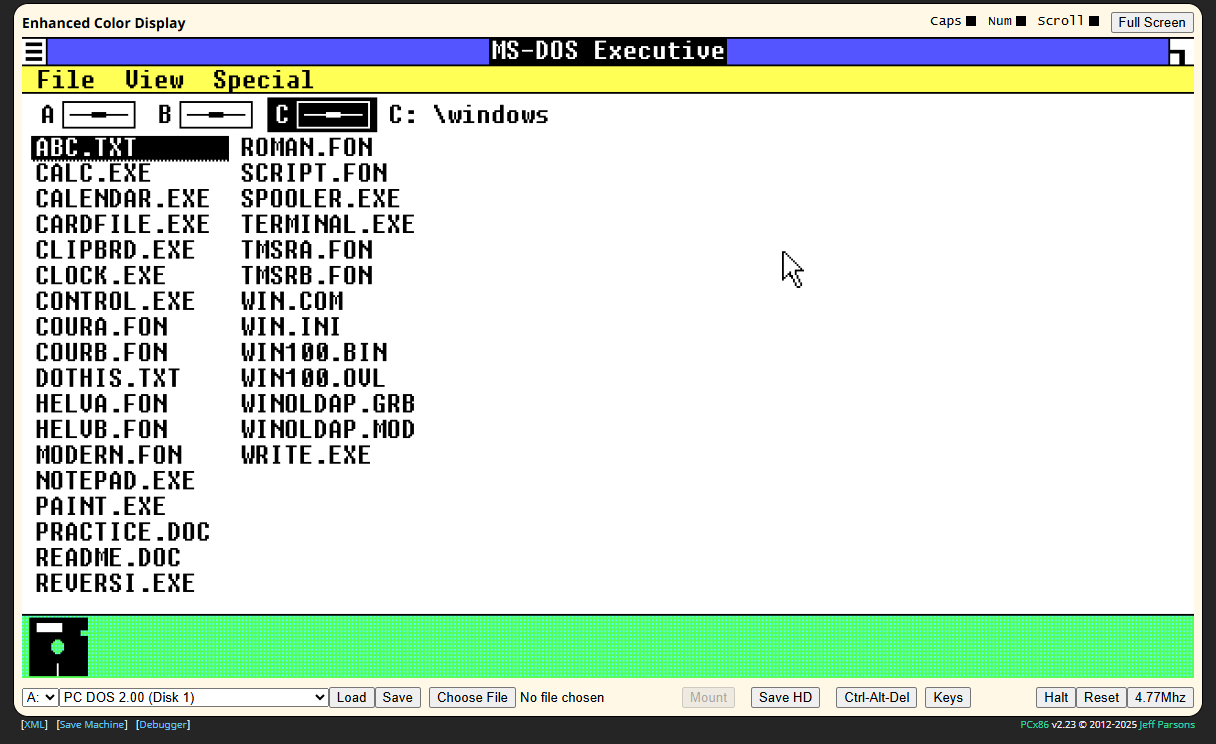 Enhanced Color Display Caps Num Scroll Full Screen
MS-DOS Executive
File View Special
A B C C: \windows
ABC.TXT ROMAN.FON
CALC.EXE SCRIPT.FON
CALENDAR.EXE SPOOLER.EXE
CARDFILE.EXE TERMINAL.EXE
CLIPBRD.EXE TMSRA.FON
CLOCK.EXE TMSRB.FON
CONTROL.EXE WIN.COM
COURA.FON WIN.INI
COURB.FON WIN100.BIN
DOTHIS.TXT WIN100.OVL
HELVA.FON WINOLDAP.GRB
HELVB.FON WINOLDAP.MOD
MODERN.FON WRITE.EXE
NOTEPAD.EXE
PAINT.EXE
PRACTICE.DOC
README.DOC
REVERSI.EXE
A: PC DOS 2.00 (Disk 1) Load Save Choose File No file chosen Mount Save HD Ctrl-Alt-Del Keys Halt Reset 4.77Mhz
[XML] [Save Machine] [Debugger] PCx86 v2.23 © 2012-2025 Jeff Parsons